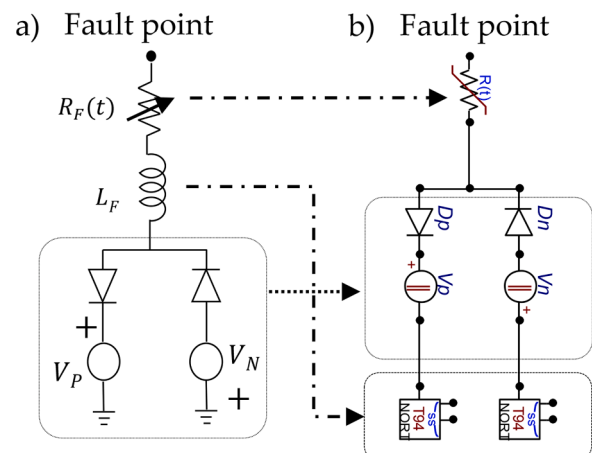 a) Fault point
b) Fault point
R_F(t)
R(t)
L_F
Dp
Dn
+
Vp
Vn
+
+
V_P
V_N
+
NORT
T94
"ss"
NORT
T94
"ss"